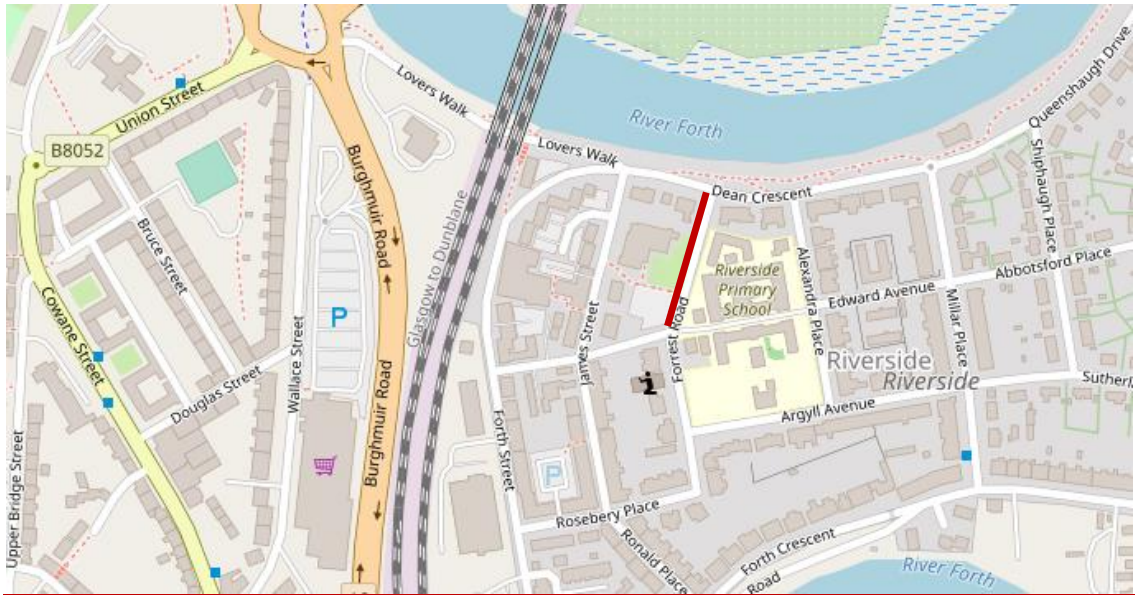 Lovers Walk
Union Street
B8052
River Forth
Queenshaugh Drive
Lovers Walk
Shiphaugh Place
Burghmuir Road
Dean Crescent
Glasgow to Dunblane
Bruce Street
Riverside
Primary
School
Alexandra Place
Abbotsford Place
Edward Avenue
P
Cowane Street
Wallace Street
James Street
Forrest Road
Millar Place
Riverside
Riverside
Douglas Street
Burghmuir Road
Argyll Avenue
Upper Bridge Street
Forth Street
P
Rosebery Place
Ronald Place
Forth Crescent
Road
River Forth